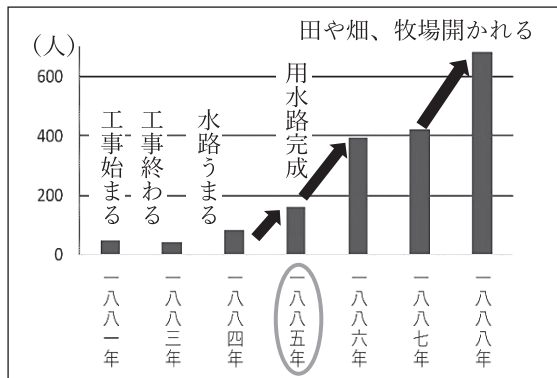 （人）
600
400
200
0
工事始まる
工事終わる
水路うまる
用水路完成
田や畑、牧場開かれる
一八八一年
一八八三年
一八八四年
一八八五年
一八八六年
一八八七年
一八八八年